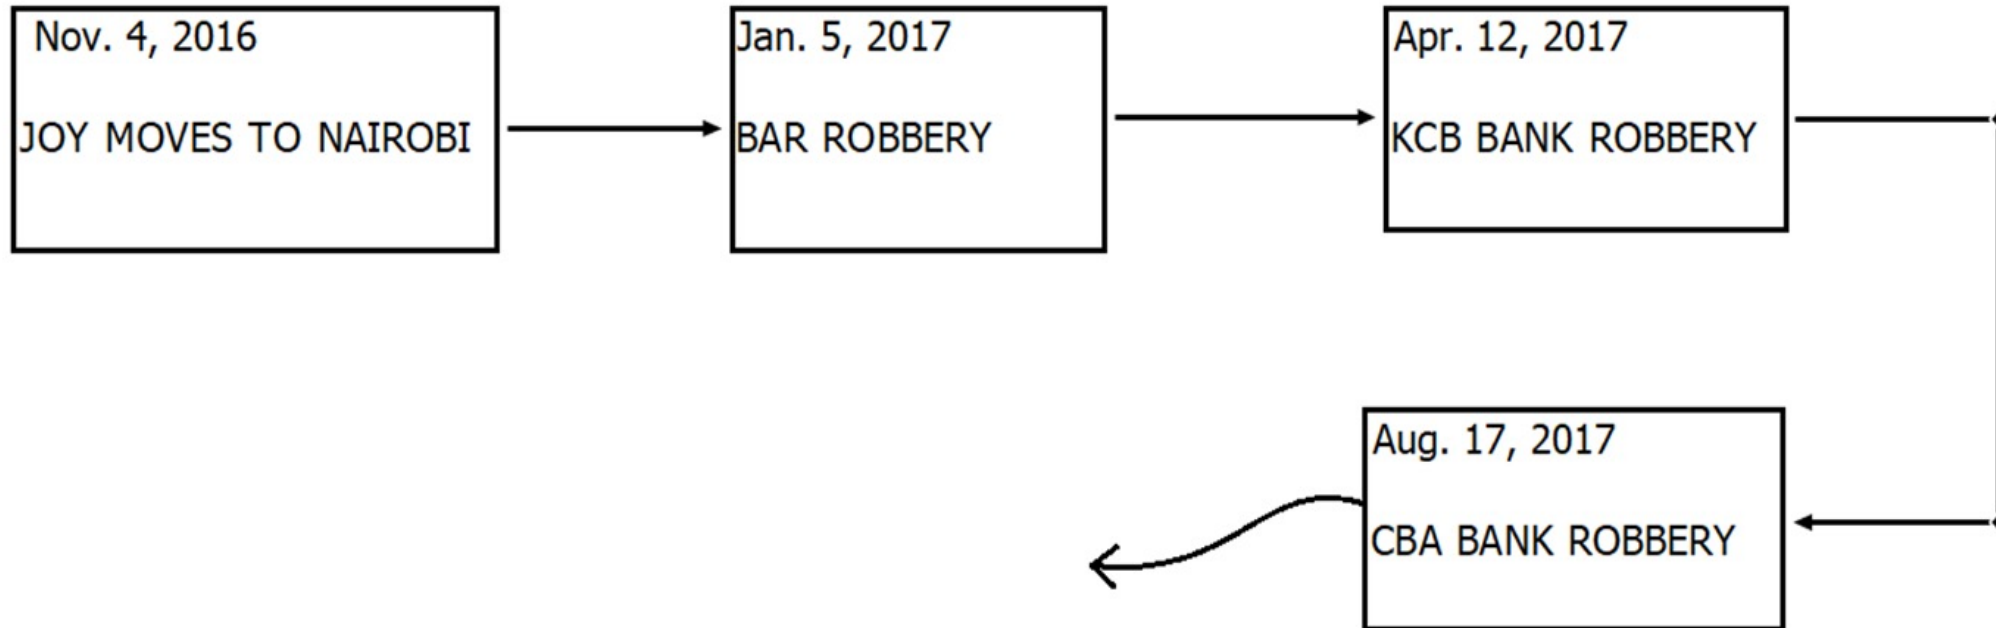 Nov. 4, 2016
JOY MOVES TO NAIROBI
Jan. 5, 2017
BAR ROBBERY
Apr. 12, 2017
KCB BANK ROBBERY
Aug. 17, 2017
CBA BANK ROBBERY